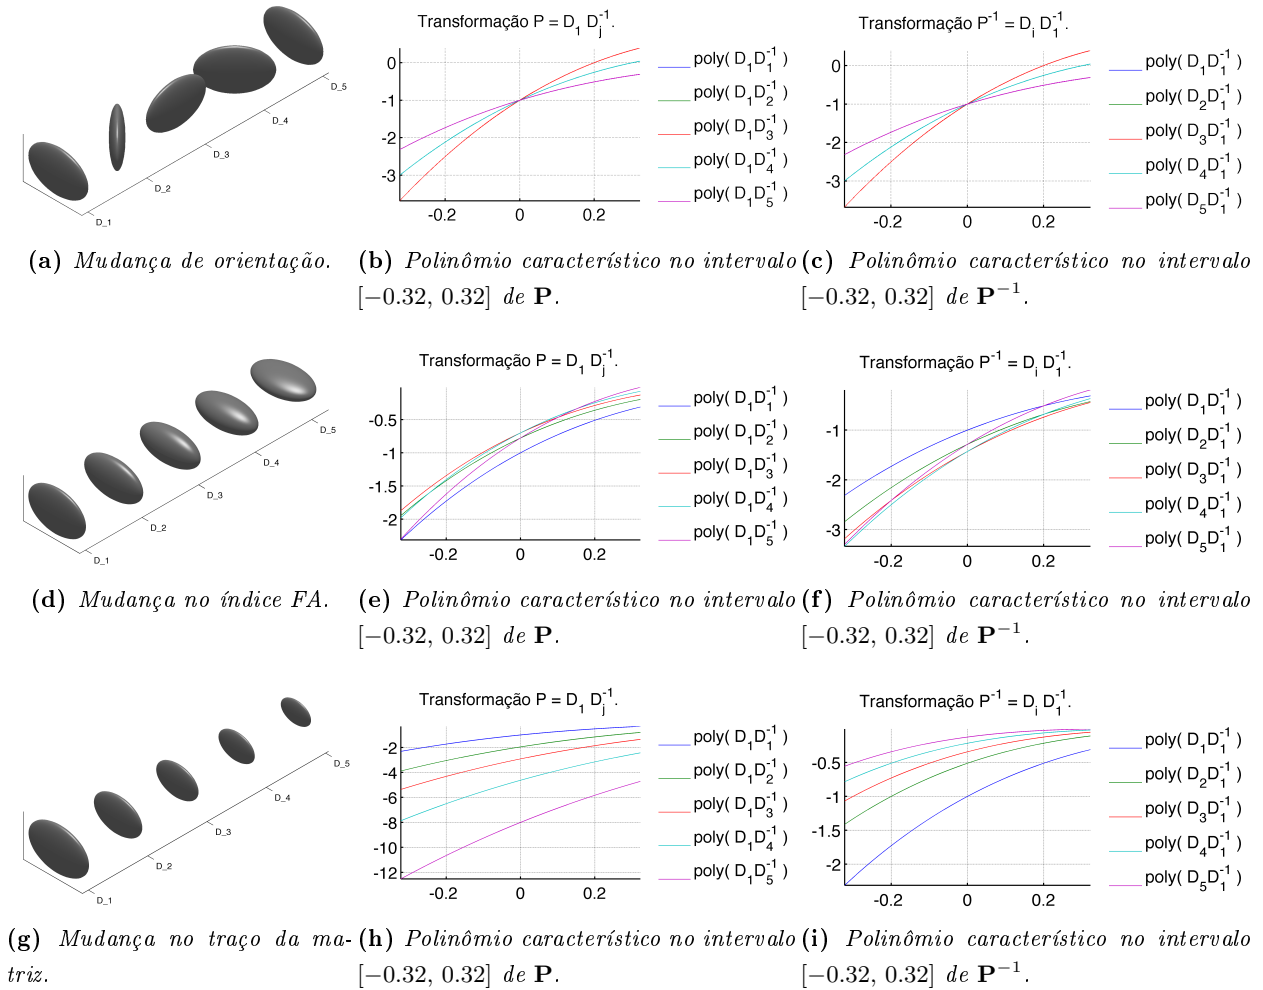 D_1
D_2
D_3
D_4
D_5
Transformação P = D1 Dj-1.
0
-1
-2
-3
-0.2
0
0.2
poly( D1D1-1 )
poly( D1D2-1 )
poly( D1D3-1 )
poly( D1D4-1 )
poly( D1D5-1 )
Transformação P-1 = Di D1-1.
0
-1
-2
-3
-0.2
0
0.2
poly( D1D1-1 )
poly( D2D1-1 )
poly( D3D1-1 )
poly( D4D1-1 )
poly( D5D1-1 )
(a) Mudança de orientação.
(b) Polinômio característico no intervalo
[−0.32, 0.32] de P.
(c) Polinômio característico no intervalo
[−0.32, 0.32] de P−1.
D_1
D_2
D_3
D_4
D_5
Transformação P = D1 Dj-1.
-0.5
-1
-1.5
-2
-0.2
0
0.2
poly( D1D1-1 )
poly( D1D2-1 )
poly( D1D3-1 )
poly( D1D4-1 )
poly( D1D5-1 )
Transformação P-1 = Di D1-1.
-1
-2
-3
-0.2
0
0.2
poly( D1D1-1 )
poly( D2D1-1 )
poly( D3D1-1 )
poly( D4D1-1 )
poly( D5D1-1 )
(d) Mudança no índice FA.
(e) Polinômio característico no intervalo
[−0.32, 0.32] de P.
(f) Polinômio característico no intervalo
[−0.32, 0.32] de P−1.
D_1
D_2
D_3
D_4
D_5
Transformação P = D1 Dj-1.
-2
-4
-6
-8
-10
-12
-0.2
0
0.2
poly( D1D1-1 )
poly( D1D2-1 )
poly( D1D3-1 )
poly( D1D4-1 )
poly( D1D5-1 )
Transformação P-1 = Di D1-1.
-0.5
-1
-1.5
-2
-0.2
0
0.2
poly( D1D1-1 )
poly( D2D1-1 )
poly( D3D1-1 )
poly( D4D1-1 )
poly( D5D1-1 )
(g) Mudança no traço da ma-
triz.
(h) Polinômio característico no intervalo
[−0.32, 0.32] de P.
(i) Polinômio característico no intervalo
[−0.32, 0.32] de P−1.